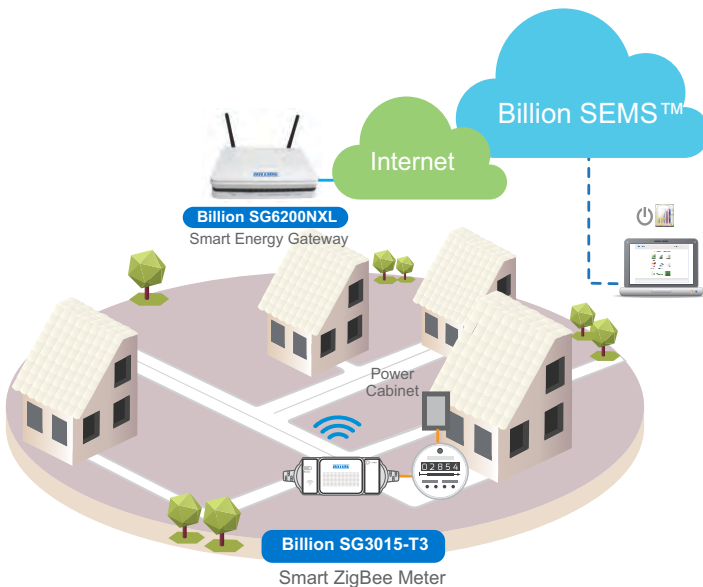 Billion SEMS™
Internet
Billion SG6200NXL
Smart Energy Gateway
Power
Cabinet
02854
Billion SG3015-T3
Smart ZigBee Meter